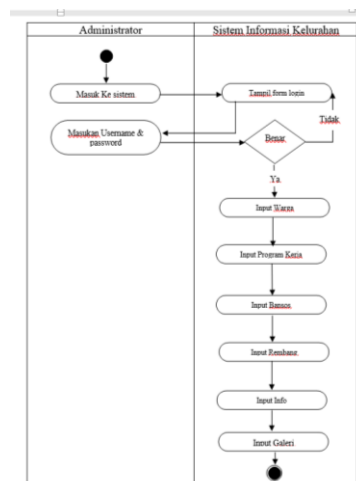 Administrator
Sistem Informasi Kelurahan
Masuk Ke sistem
Tampil form login
Tidak
Masukan Username &
password
Benar
Ya
Input Warga
Input Program Kerja
Input Bansos
Input Rembang
Input Info
Input Galeri